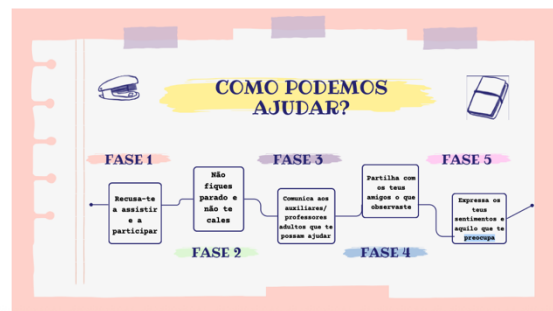 COMO PODEMOS
AJUDAR?
FASE 1
Recusa-te
a assistir
e a
participar
FASE 2
Não
fiques
parado e
não te
cales
FASE 3
Comunica aos
auxiliares/
professores
adultos que te
possam ajudar
FASE 4
Partilha com
os teus
amigos o que
observaste
FASE 5
Expressa os
teus
sentimentos e
aquilo que te
preocupa